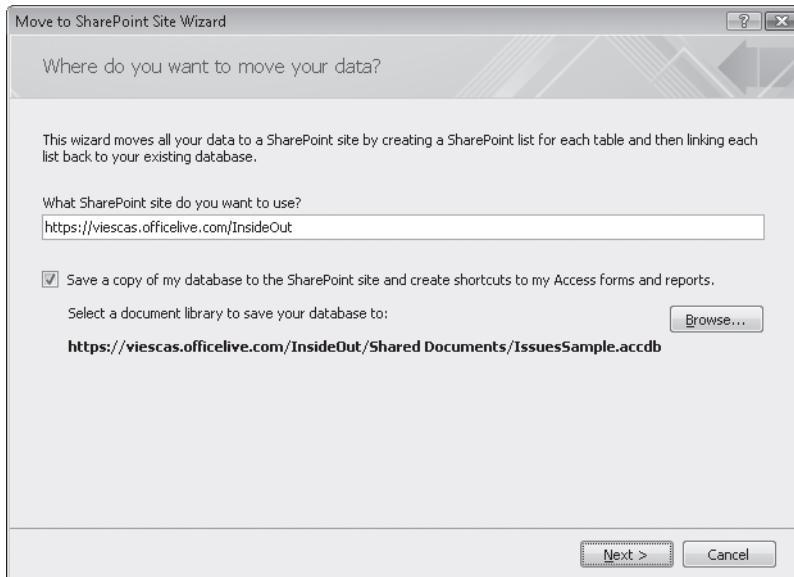 Move to SharePoint Site Wizard
?
Where do you want to move your data?
This wizard moves all your data to a SharePoint site by creating a SharePoint list for each table and then linking each
list back to your existing database.
What SharePoint site do you want to use?
https://viescas.officelive.com/InsideOut
Save a copy of my database to the SharePoint site and create shortcuts to my Access forms and reports.
Select a document library to save your database to:
Browse...
https://viescas.officelive.com/InsideOut/Shared Documents/IssuesSample.accdb
Next >
Cancel